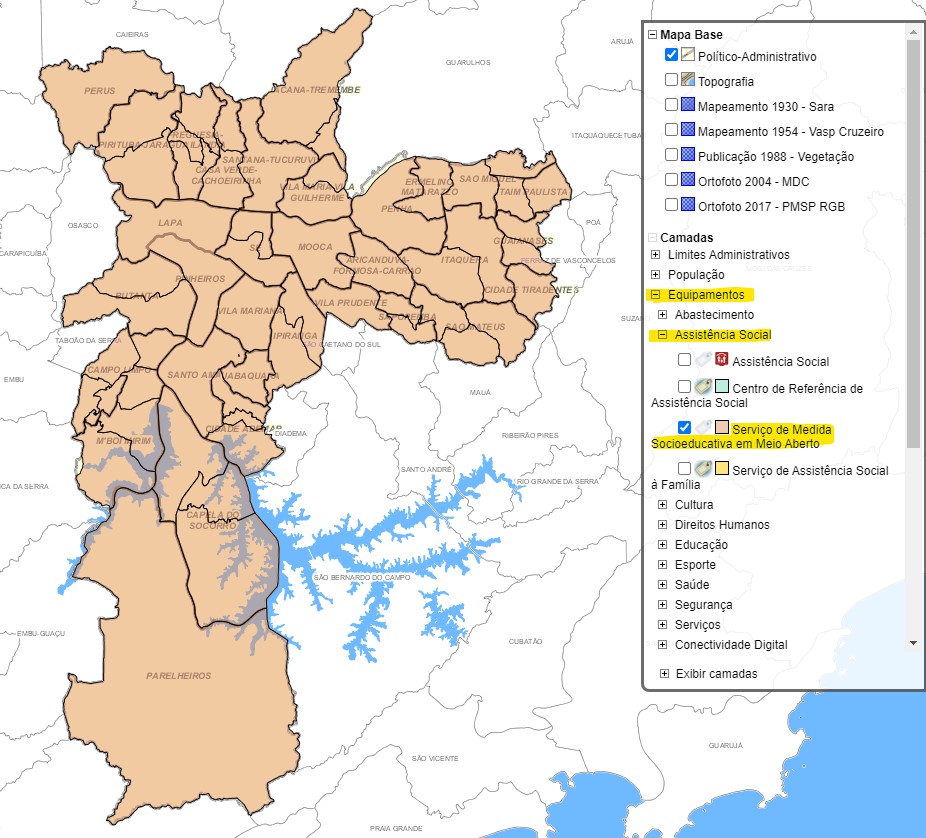 CAIEIRAS
GUARULHOS
ARUJÁ
PERUS
ACANA-TREMEMBE
ITAQUAQUECETUBA
FREGUESIA-
PIRITUBA-JARAGUA
SANTANA-TUCURUVI
CASA VERDE-
CACHOEIRINHA
VILA MARIA-VILA
GUILHERME
ERMELINO
MATARAZZO
SAO MIGUEL
ITAIM PAULISTA
PENHA
POÁ
OSASCO
LAPA
SE
MOOCA
GUAIANASES
CARAPICUÍBA
ARICANDUVA-
FORMOSA-CARRAO
ITAQUERA
FERRAZ DE VASCONCELOS
PINHEIROS
CIDADE TIRADENTES
BUTANTA
VILA MARIANA
VILA PRUDENTE
SAPOPEMBA
SAO MATEUS
SUZANO
TABOÃO DA SERRA
IPIRANGA
SÃO CAETANO DO SUL
EMBU
CAMPO LIMPO
SANTO AMARO
JABAQUARA
MAUÁ
M'BOI MIRIM
CIDADE ADEMAR
DIADEMA
RIBEIRÃO PIRES
SANTO ANDRÉ
RIO GRANDE DA SERRA
CA DA SERRA
CAPELA DO
SOCORRO
SÃO BERNARDO DO CAMPO
EMBU-GUAÇU
CUBATÃO
PARELHEIROS
SÃO VICENTE
GUARUJÁ
PRAIA GRANDE
Mapa Base
Político-Administrativo
Topografia
Mapeamento 1930 - Sara
Mapeamento 1954 - Vasp Cruzeiro
Publicação 1988 - Vegetação
Ortofoto 2004 - MDC
Ortofoto 2017 - PMSP RGB
Camadas
Limites Administrativos
População
Equipamentos
Abastecimento
Assistência Social
Assistência Social
Centro de Referência de
Assistência Social
Serviço de Medida
Socioeducativa em Meio Aberto
Serviço de Assistência Social
à Família
Cultura
Direitos Humanos
Educação
Esporte
Saúde
Segurança
Serviços
Conectividade Digital
Exibir camadas